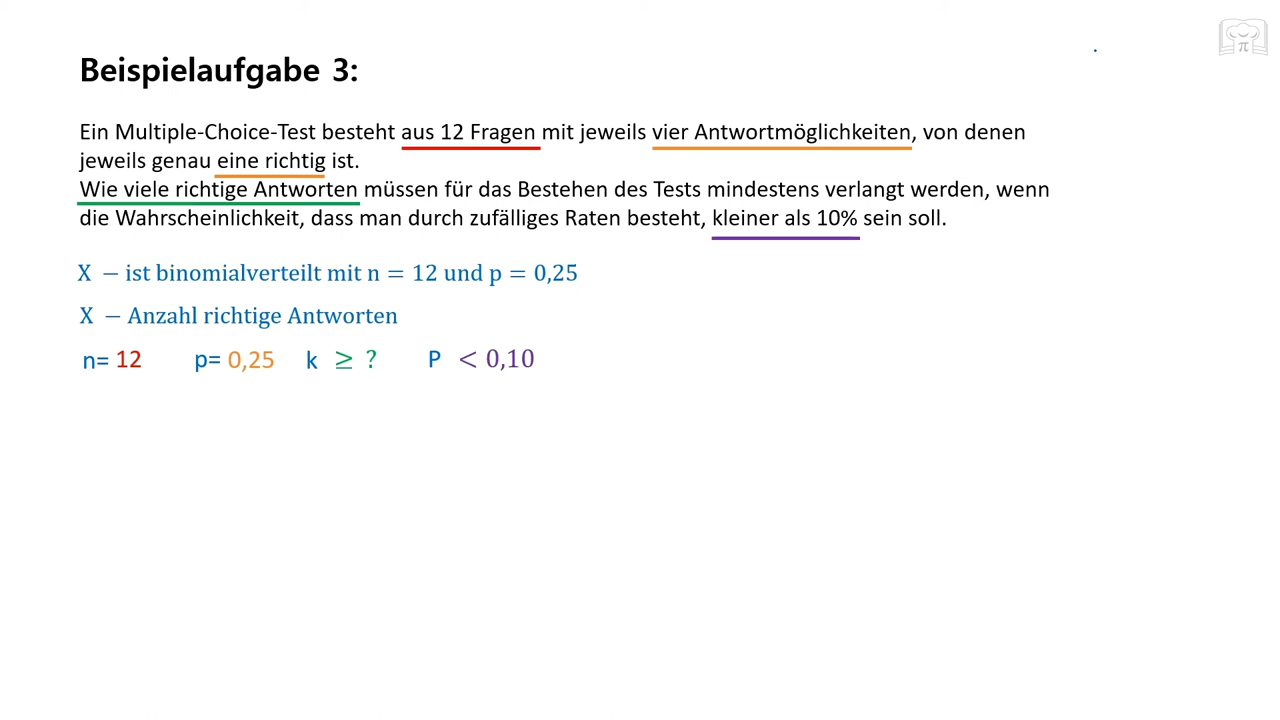 Beispielaufgabe 3:
Ein Multiple-Choice-Test besteht aus 12 Fragen mit jeweils vier Antwortmöglichkeiten, von denen
jeweils genau eine richtig ist.
Wie viele richtige Antworten müssen für das Bestehen des Tests mindestens verlangt werden, wenn
die Wahrscheinlichkeit, dass man durch zufälliges Raten besteht, kleiner als 10% sein soll.
X – ist binomialverteilt mit n = 12 und p = 0,25
X – Anzahl richtige Antworten
n= 12 p= 0,25 k ≥ ? P < 0,10
π